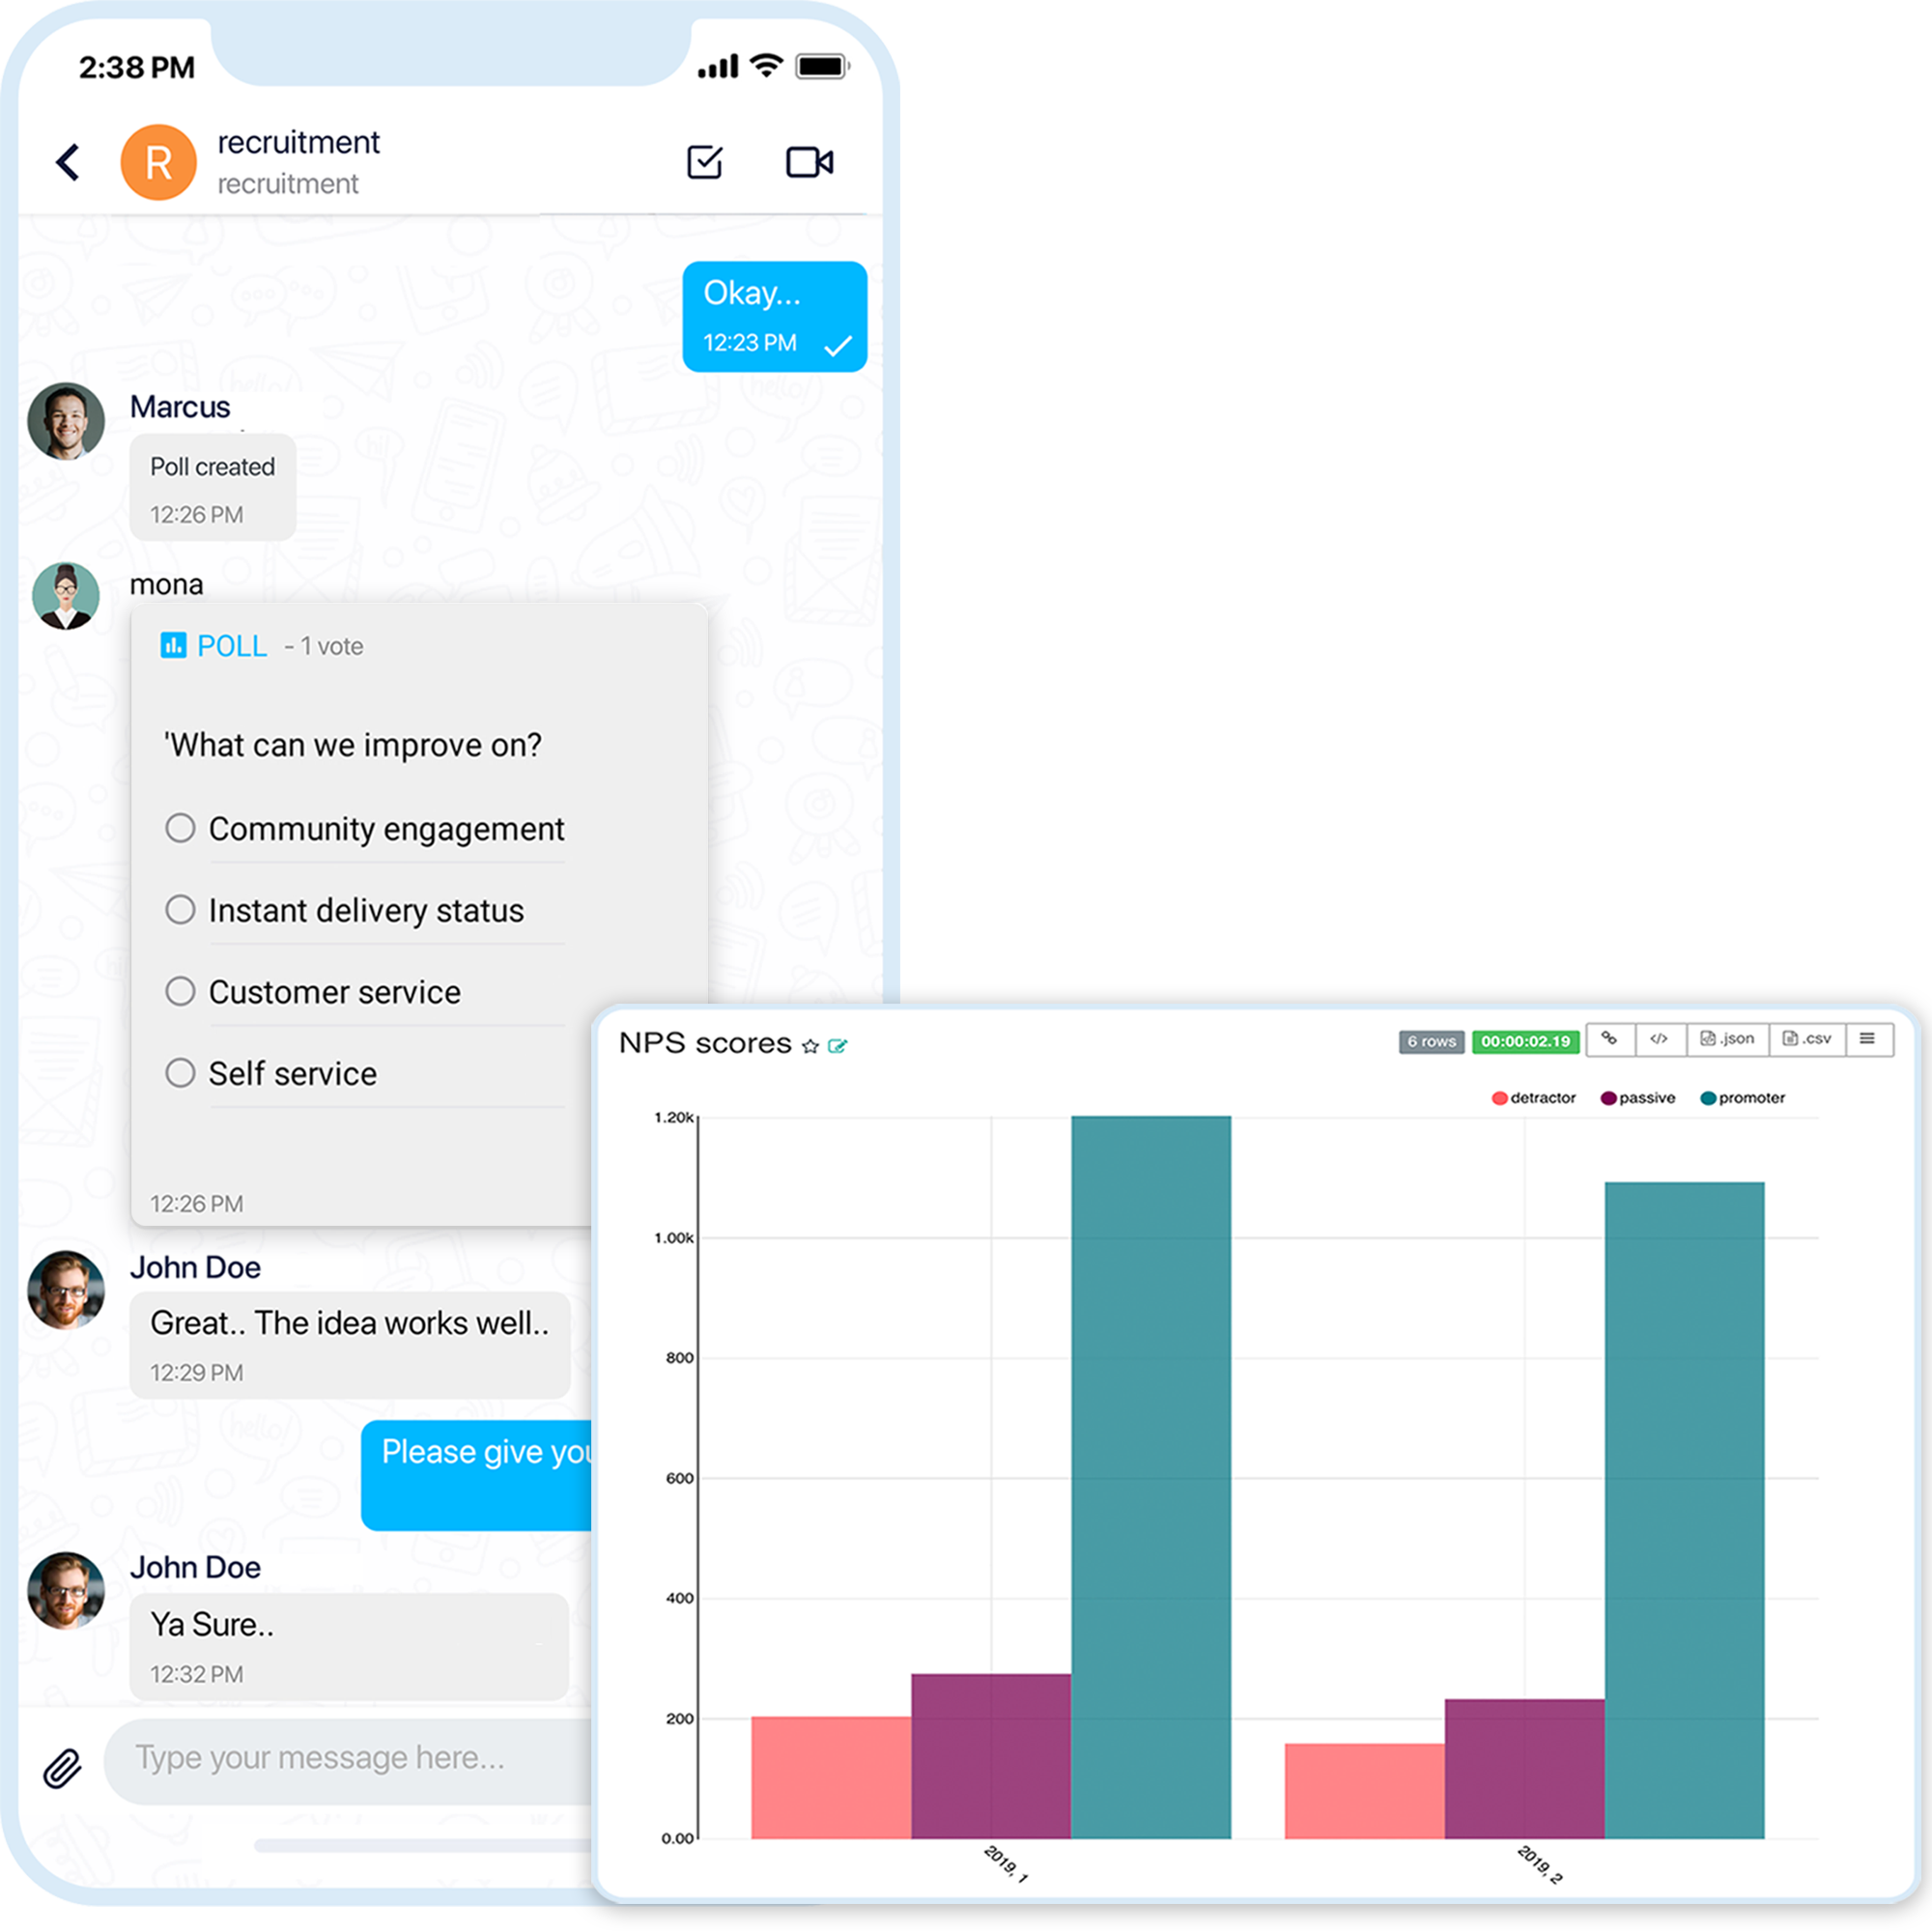 2:38 PM
R
recruitment
recruitment
Okay...
12:23 PM
Marcus
Poll created
12:26 PM
mona
POLL - 1 vote
'What can we improve on?
Community engagement
Instant delivery status
Customer service
Self service
12:26 PM
John Doe
Great.. The idea works well..
12:29 PM
Please give you
John Doe
Ya Sure..
12:32 PM
Type your message here...
NPS scores
6 rows
00:00:02.19
</>
.json
.csv
detractor passive promoter
1.20k
1.00k
800
600
400
200
0.00
2019, 1
2019, 2